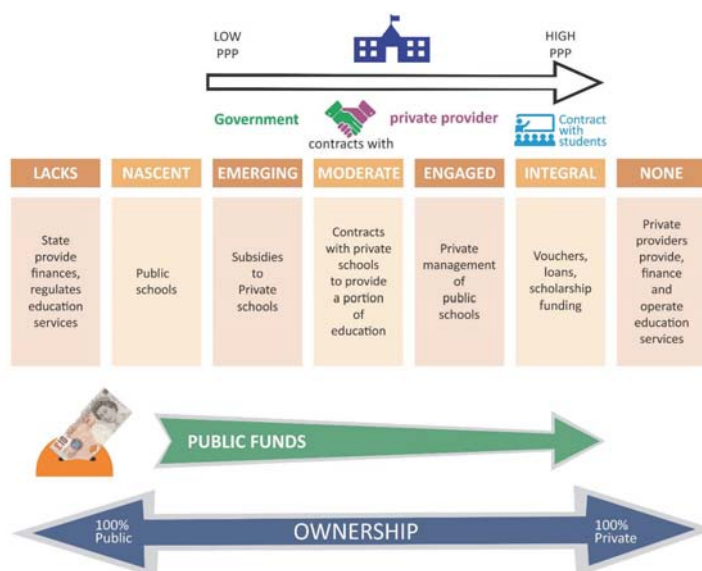 LOW
PPP
HIGH
PPP
Government
contracts with
private provider
Contract
with
students
LACKS
NASCENT
EMERGING
MODERATE
ENGAGED
INTEGRAL
NONE
State
provide
finances,
regulates
education
services
Public
schools
Subsidies
to
Private
schools
Contracts
with private
schools
to provide
a portion
of
education
Private
management
of
public
schools
Vouchers,
loans,
scholarship
funding
Private
providers
provide,
finance
and
operate
education
services
£10
PUBLIC FUNDS
100%
Public
OWNERSHIP
100%
Private